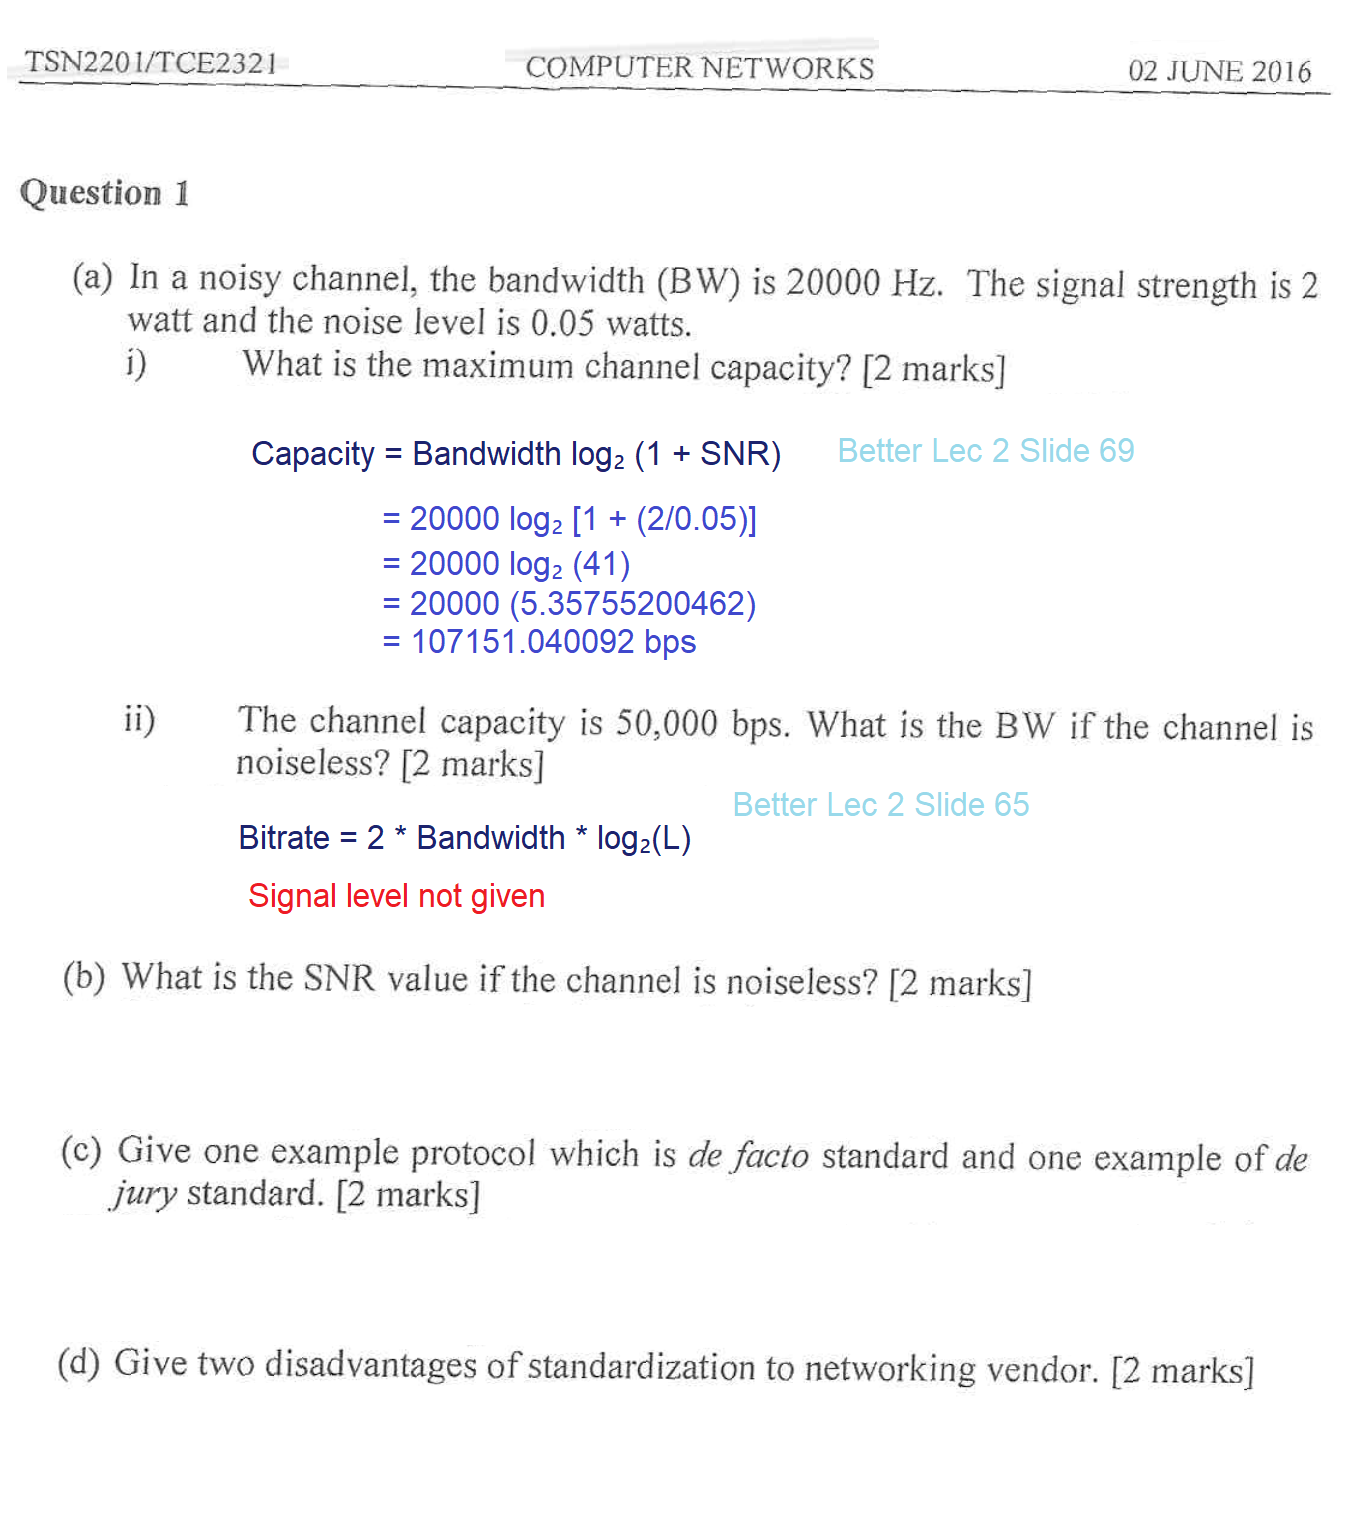 TSN2201/TCE2321 COMPUTER NETWORKS 02 JUNE 2016
Question 1
(a) In a noisy channel, the bandwidth (BW) is 20000 Hz. The signal strength is 2
watt and the noise level is 0.05 watts.
i) What is the maximum channel capacity? [2 marks]
Capacity = Bandwidth log₂ (1 + SNR) Better Lec 2 Slide 69
= 20000 log₂ [1 + (2/0.05)]
= 20000 log₂ (41)
= 20000 (5.35755200462)
= 107151.040092 bps
ii) The channel capacity is 50,000 bps. What is the BW if the channel is
noiseless? [2 marks]
Better Lec 2 Slide 65
Bitrate = 2 * Bandwidth * log₂(L)
Signal level not given
(b) What is the SNR value if the channel is noiseless? [2 marks]
(c) Give one example protocol which is de facto standard and one example of de
jury standard. [2 marks]
(d) Give two disadvantages of standardization to networking vendor. [2 marks]